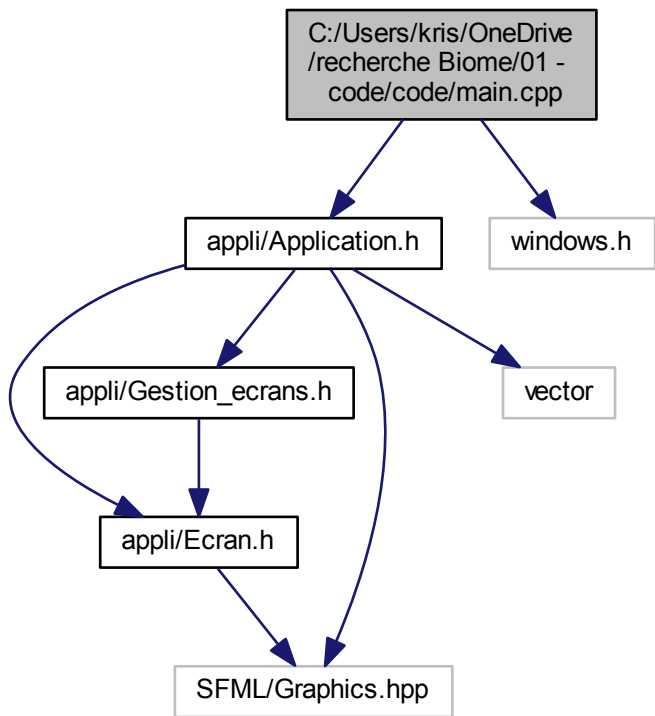 C:/Users/kris/OneDrive
/recherche Biome/01 -
code/code/main.cpp
appli/Application.h
windows.h
appli/Gestion_ecrans.h
vector
appli/Ecran.h
SFML/Graphics.hpp